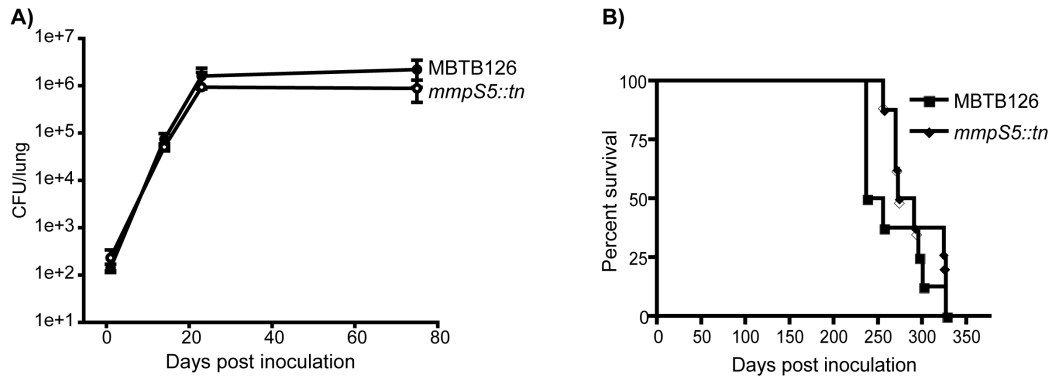 A)
1e+7
1e+6
1e+5
1e+4
1e+3
1e+2
1e+1
CFU/lung
0
20
40
60
80
Days post inoculation
MBTB126
mmpS5::tn
B)
100
75
50
25
0
Percent survival
0
50
100
150
200
250
300
350
Days post inoculation
MBTB126
mmpS5::tn